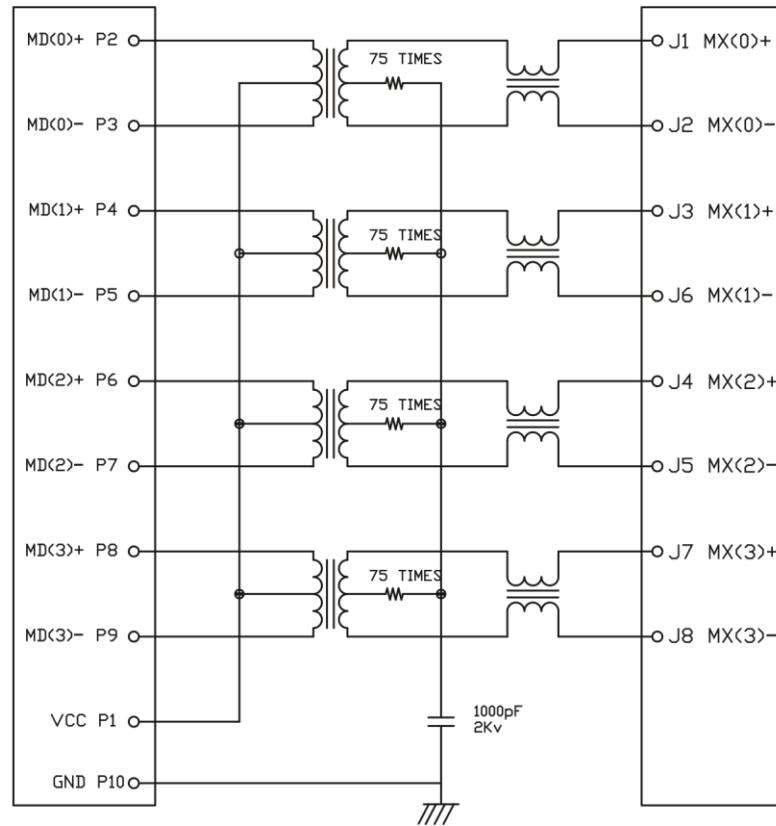 MD(0)+ P2
75 TIMES
J1 MX(0)+
MD(0)- P3
J2 MX(0)-
MD(1)+ P4
75 TIMES
J3 MX(1)+
MD(1)- P5
J6 MX(1)-
MD(2)+ P6
75 TIMES
J4 MX(2)+
MD(2)- P7
J5 MX(2)-
MD(3)+ P8
75 TIMES
J7 MX(3)+
MD(3)- P9
J8 MX(3)-
VCC P1
1000pF
2Kv
GND P10